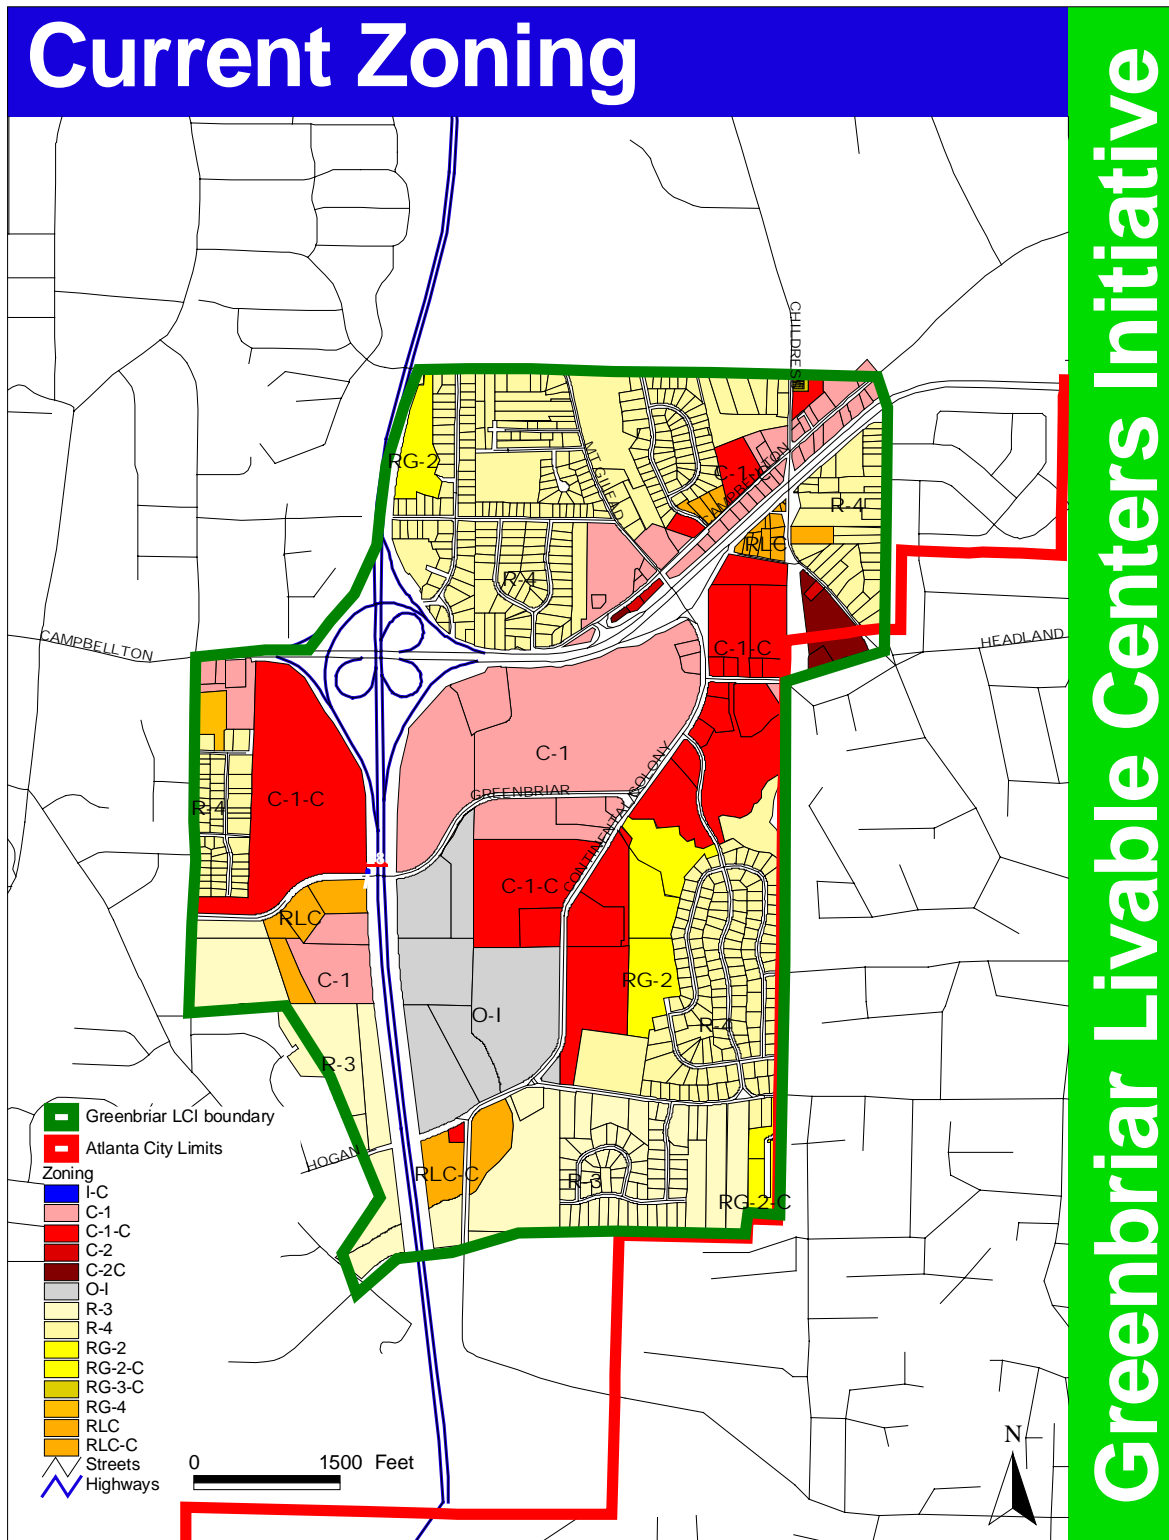 Current Zoning
Greenbriar Livable Centers Initiative
CHILDRESS
RG-2
MT GILEAD
C-1-C
CAMPBELLTON
R-4
RLC
R-4
CAMPBELLTON
C-1-C
HEADLAND
C-1
R-4
C-1-C
GREENBRIAR
CONTINENTAL COLONY
C-1-C
RLC
C-1
RG-2
O-I
R-4
R-3
HOGAN
RLC-C
R-3
RG-2-C
Greenbriar LCI boundary
Atlanta City Limits
Zoning
I-C
C-1
C-1-C
C-2
C-2C
O-I
R-3
R-4
RG-2
RG-2-C
RG-3-C
RG-4
RLC
RLC-C
Streets
Highways
0 1500 Feet
N